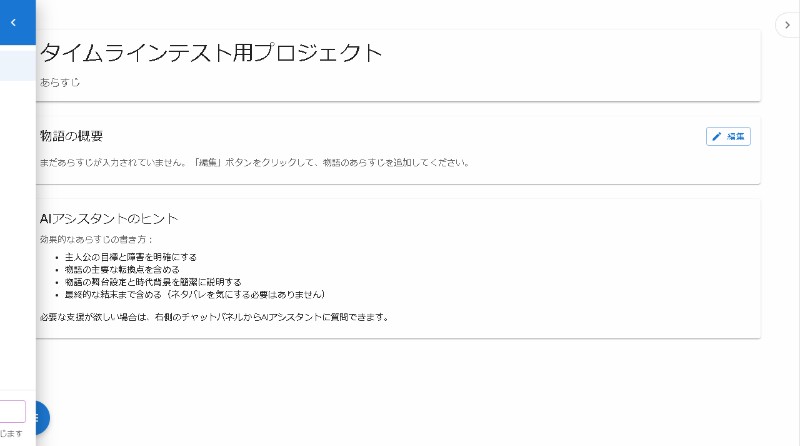 タイムラインテスト用プロジェクト
あらすじ
物語の概要
編集
まだあらすじが入力されていません。「編集」ボタンをクリックして、物語のあらすじを追加してください。
AIアシスタントのヒント
効果的なあらすじの書き方：
• 主人公の目標と障害を明確にする
• 物語の主要な転換点を含める
• 物語の舞台設定と時代背景を簡潔に説明する
• 最終的な結末まで含める（ネタバレを気にする必要はありません）
必要な支援が欲しい場合は、右側のチャットパネルからAIアシスタントに質問できます。
じます